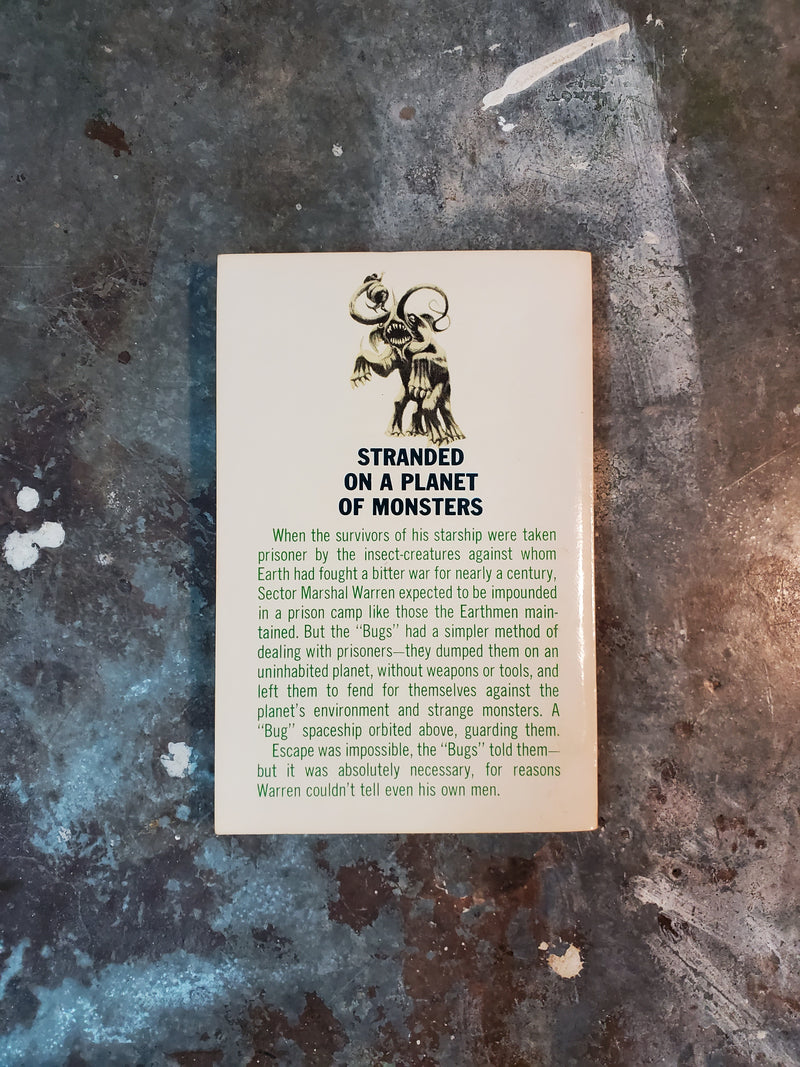 STRANDED
ON A PLANET
OF MONSTERS
When the survivors of his starship were taken
prisoner by the insect-creatures against whom
Earth had fought a bitter war for nearly a century,
Sector Marshal Warren expected to be impounded
in a prison camp like those the Earthmen main-
tained. But the “Bugs” had a simpler method of
dealing with prisoners—they dumped them on an
uninhabited planet, without weapons or tools, and
left them to fend for themselves against the
planet’s environment and strange monsters. A
“Bug” spaceship orbited above, guarding them.
Escape was impossible, the “Bugs” told them—
but it was absolutely necessary, for reasons
Warren couldn’t tell even his own men.